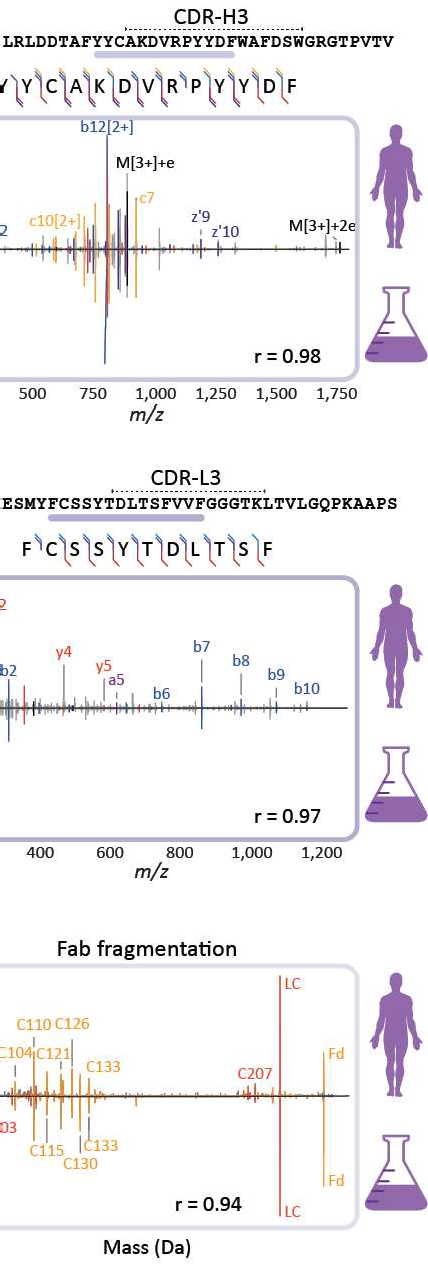 CDR-H3
LRLDDTAFYYCAKDVRPYYDFWAFDSWGRGTPVTV
Y Y C A K D V R P Y Y D F
b12[2+]
M[3+]+e
c7
c10[2+]
z'9
z'10
M[3+]+2e
2
r = 0.98
500 750 1,000 1,250 1,500 1,750
m/z
CDR-L3
ESMYFCSSYTDLTSFVVFGGGTKLTVLGQPKAAPS
F C S S Y T D L T S F
2
y4
y5
a5
b2
b6
b7
b8
b9
b10
r = 0.97
400 600 800 1,000 1,200
m/z
Fab fragmentation
LC
C110 C126
C104 C121
C133
C207
Fd
03
C115
C133
C130
Fd
r = 0.94
LC
Mass (Da)